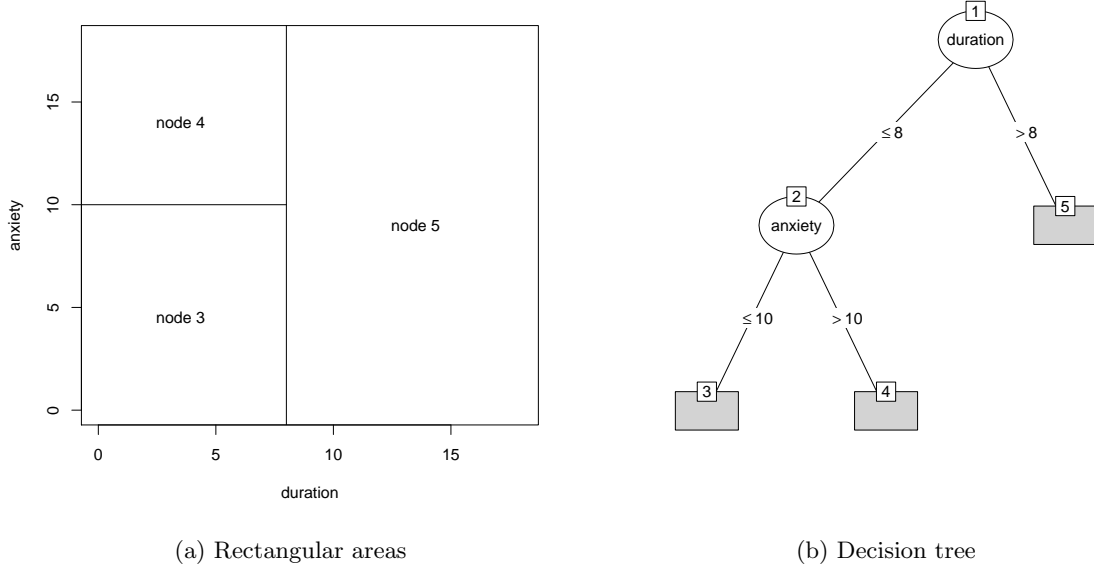 node 4
node 3
node 5
15
10
5
0
anxiety
0
5
10
15
duration
(a) Rectangular areas
1
duration
≤ 8
> 8
2
anxiety
5
≤ 10
> 10
3
4
(b) Decision tree